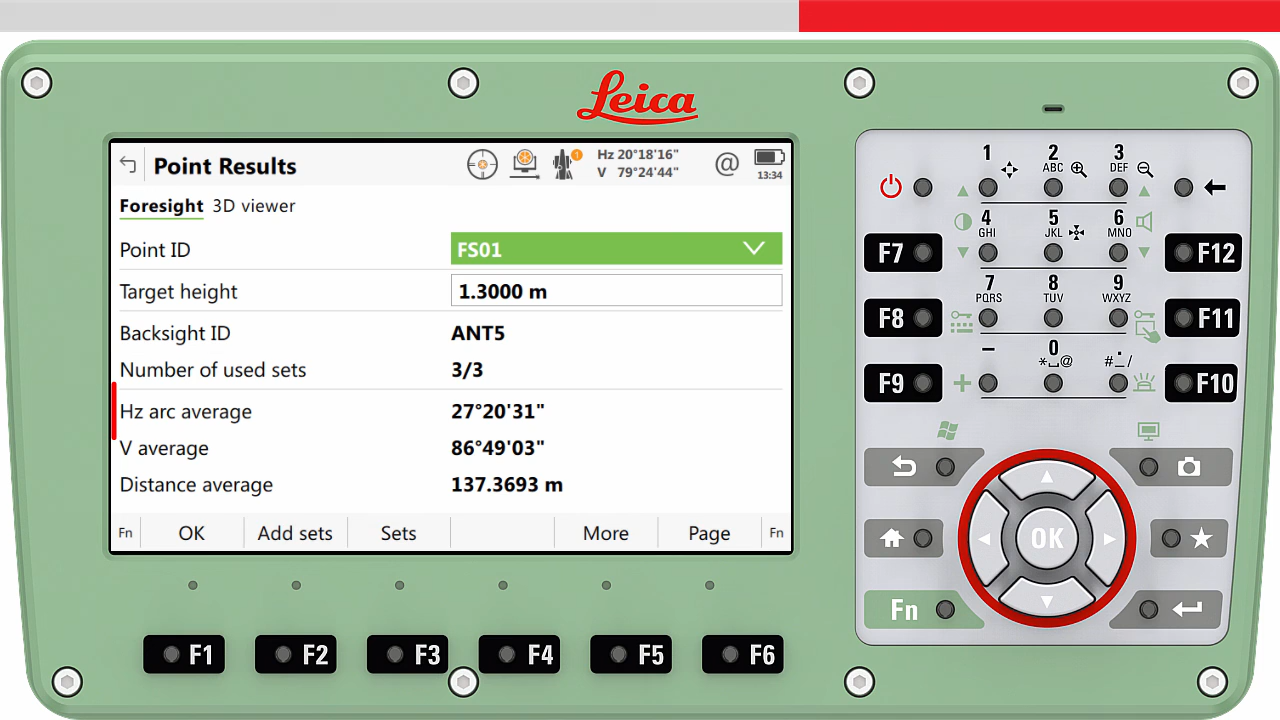 Leica
Point Results
1
Hz 20°18'16"
V 79°24'44"
@
13:34
Foresight 3D viewer
Point ID FS01
Target height 1.3000 m
Backsight ID ANT5
Number of used sets 3/3
Hz arc average 27°20'31"
V average 86°49'03"
Distance average 137.3693 m
Fn OK Add sets Sets More Page Fn
F1 F2 F3 F4 F5 F6
1 2 ABC 3 DEF
4 GHI 5 JKL 6 MNO
F7 F12
7 PQRS 8 TUV 9 WXYZ
F8 F11
- 0 *⎵@ #./
F9 + F10
OK
Fn